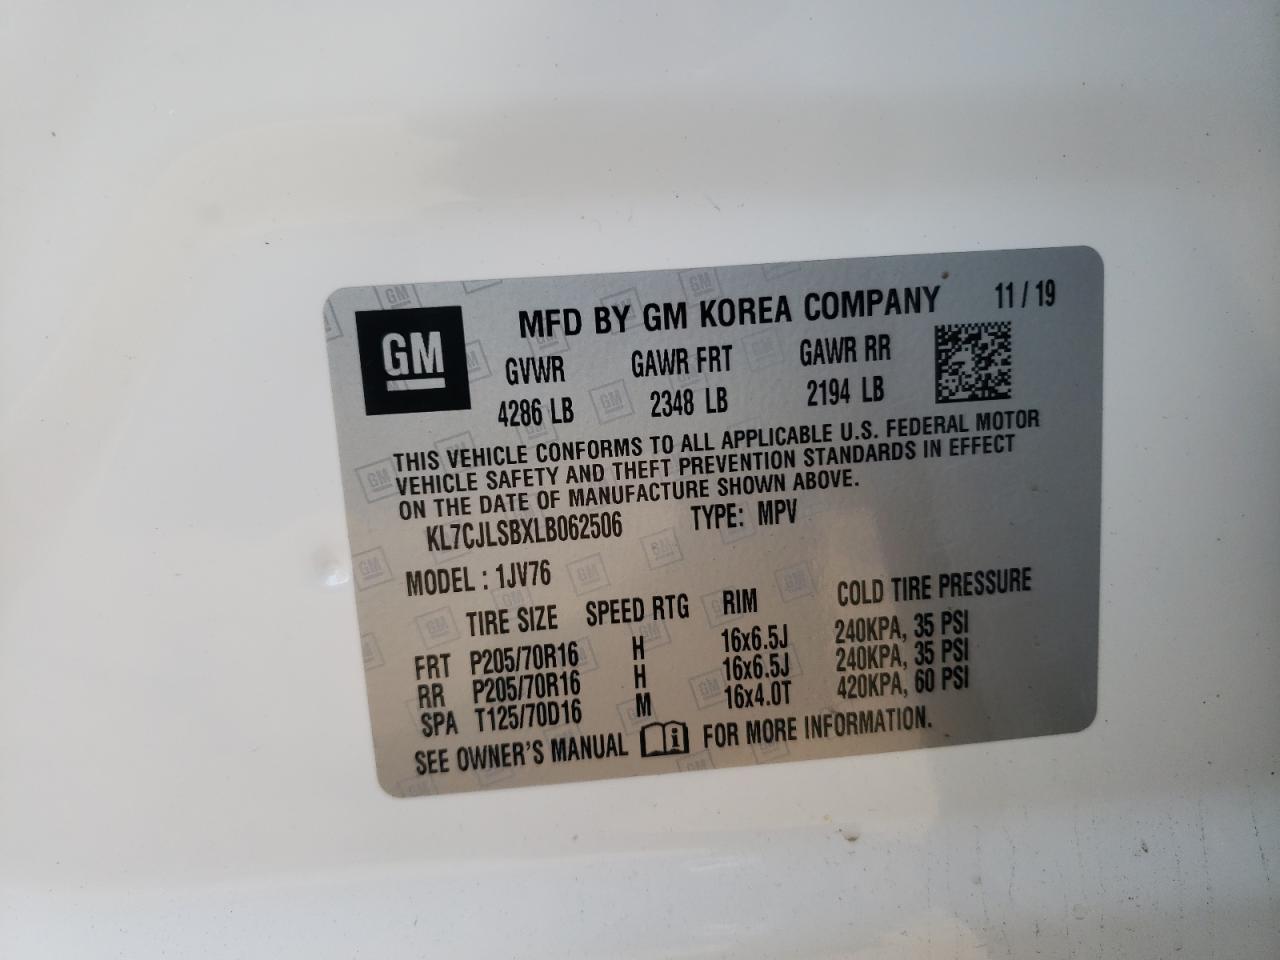 GM
MFD BY GM KOREA COMPANY 11 / 19
GVWR GAWR FRT GAWR RR
4286 LB 2348 LB 2194 LB
THIS VEHICLE CONFORMS TO ALL APPLICABLE U.S. FEDERAL MOTOR
VEHICLE SAFETY AND THEFT PREVENTION STANDARDS IN EFFECT
ON THE DATE OF MANUFACTURE SHOWN ABOVE.
KL7CJLSBXLB062506 TYPE: MPV
MODEL : 1JV76
TIRE SIZE SPEED RTG RIM COLD TIRE PRESSURE
FRT P205/70R16 H 16x6.5J 240KPA, 35 PSI
RR P205/70R16 H 16x6.5J 240KPA, 35 PSI
SPA T125/70D16 M 16x4.0T 420KPA, 60 PSI
SEE OWNER'S MANUAL i FOR MORE INFORMATION.